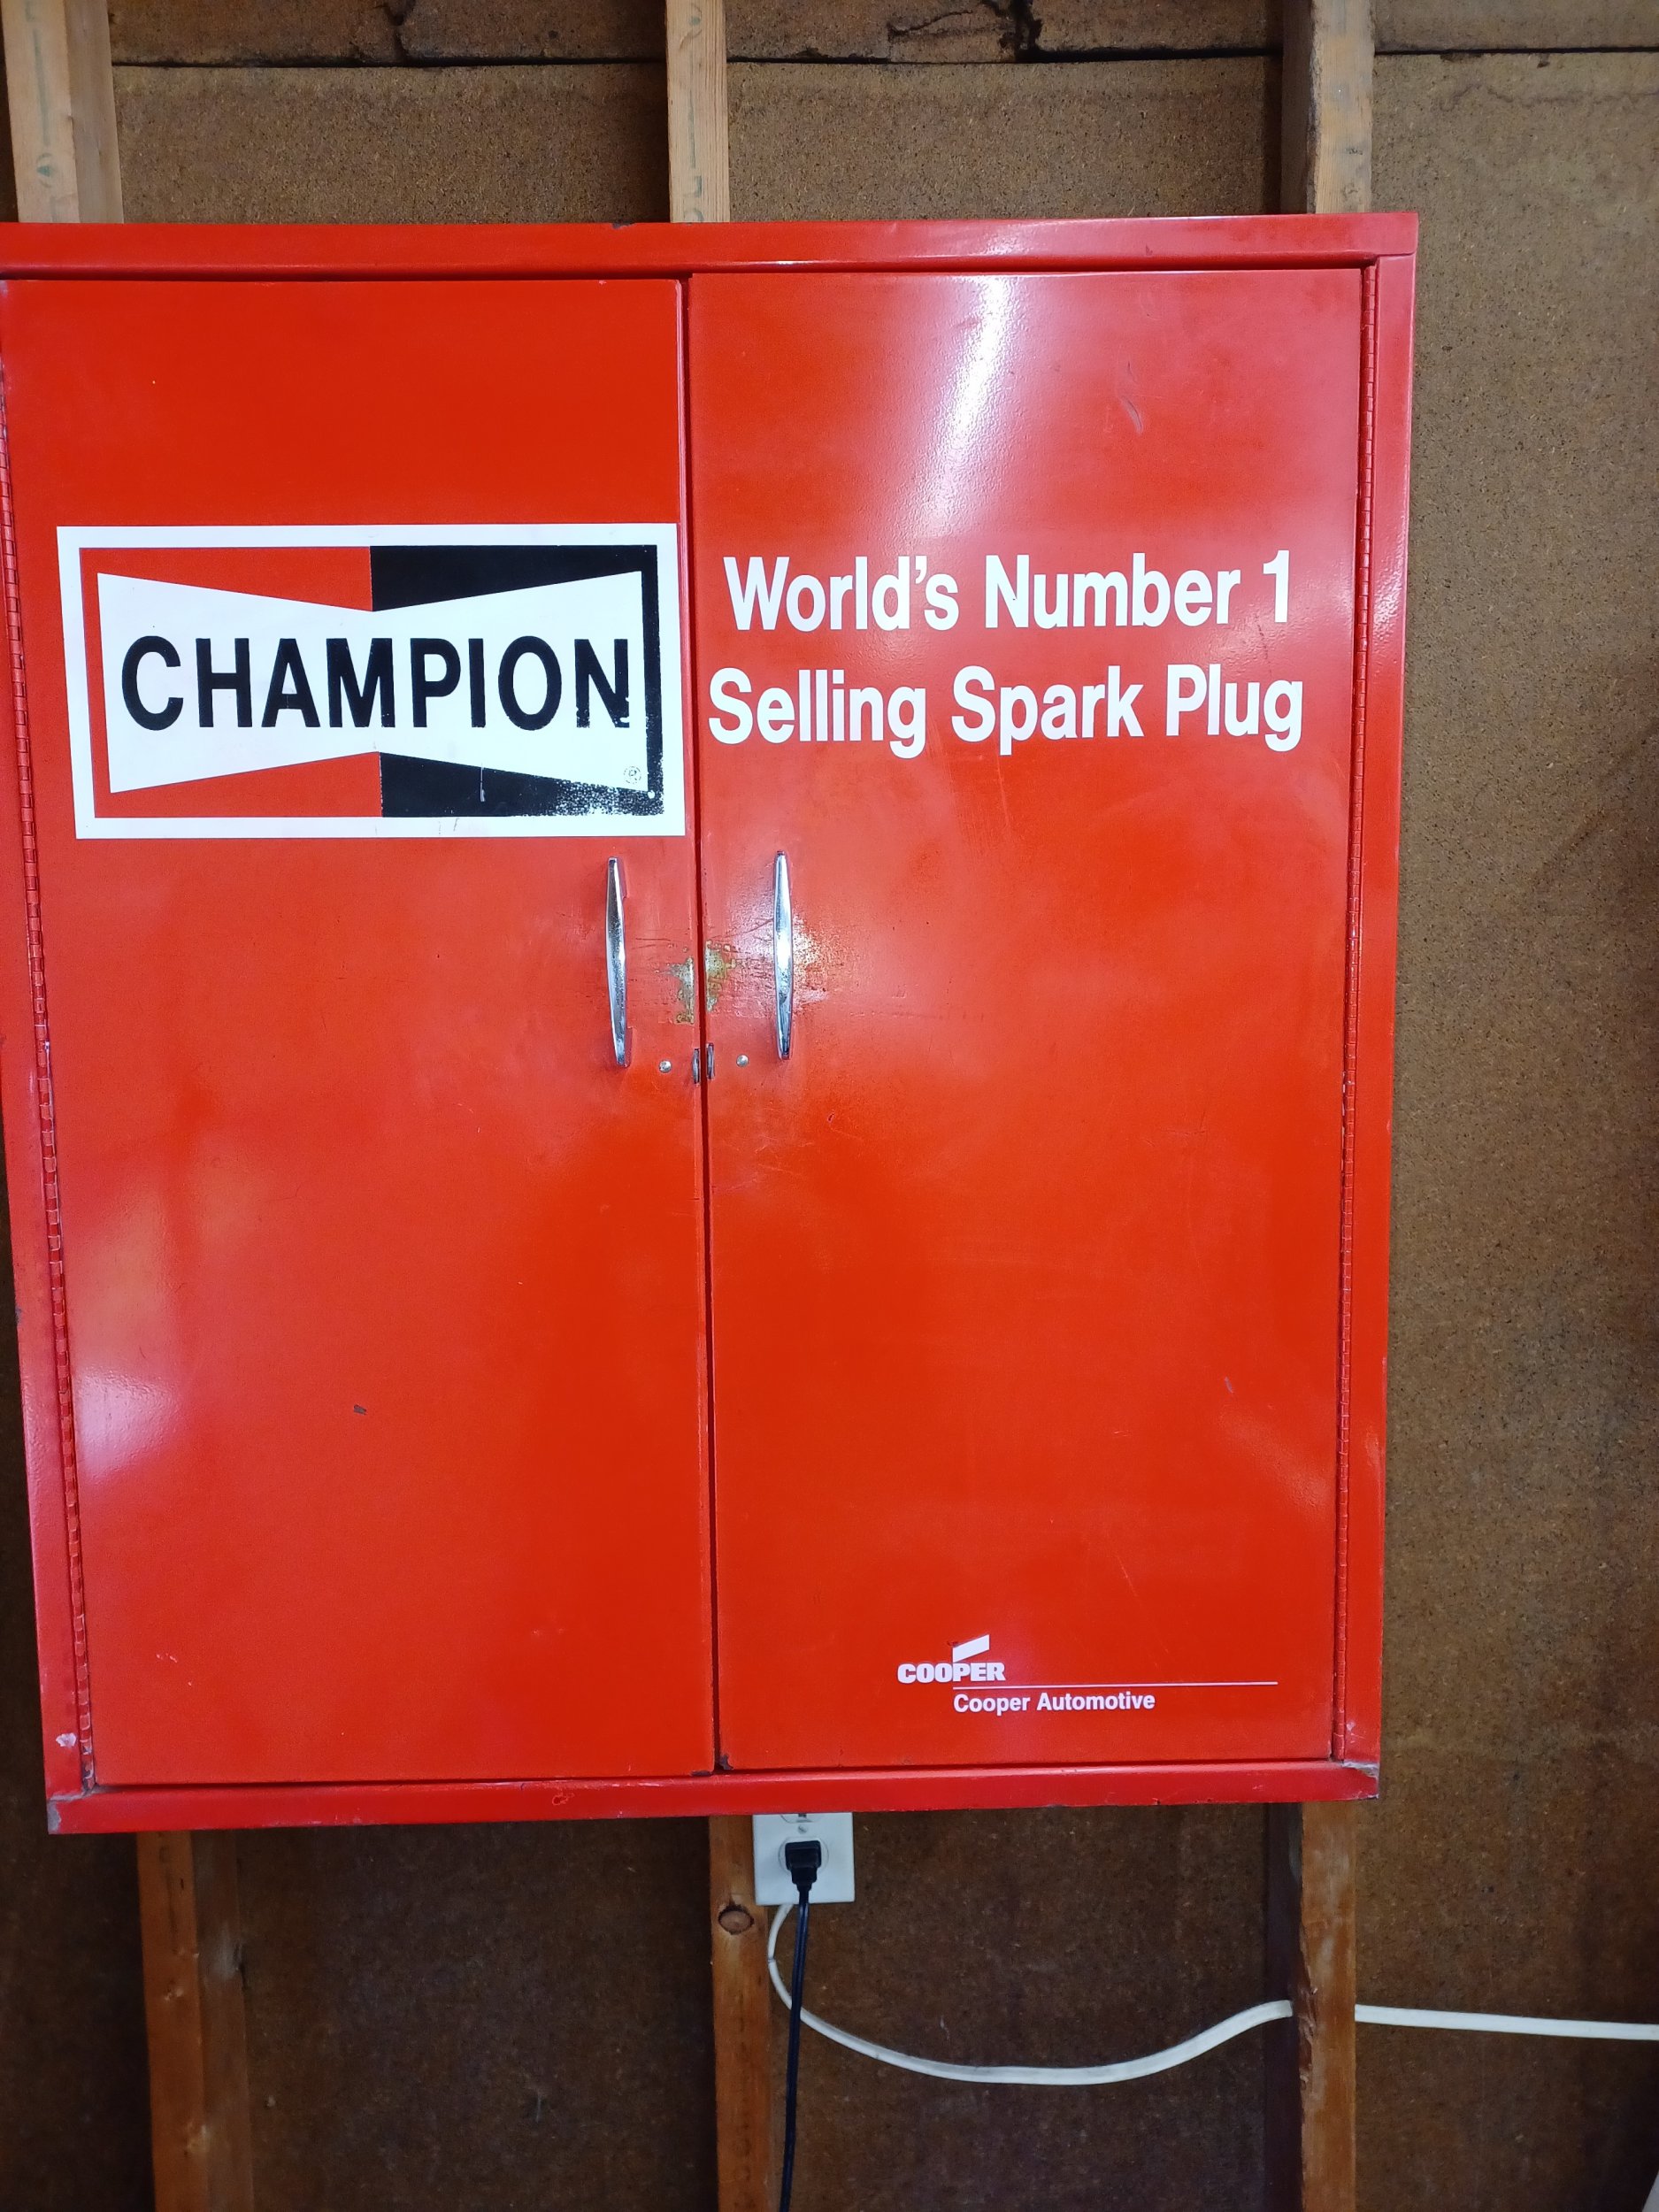 CHAMPION
World's Number 1
Selling Spark Plug
COOPER
Cooper Automotive